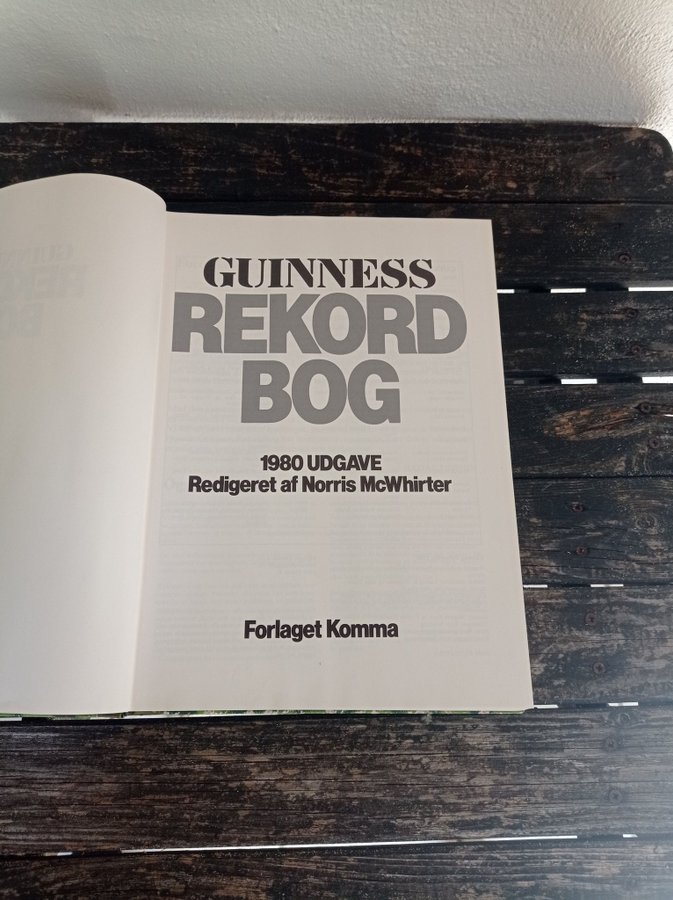 GUINNESS
REKORD
BOG
1980 UDGAVE
Redigeret af Norris McWhirter
Forlaget Komma